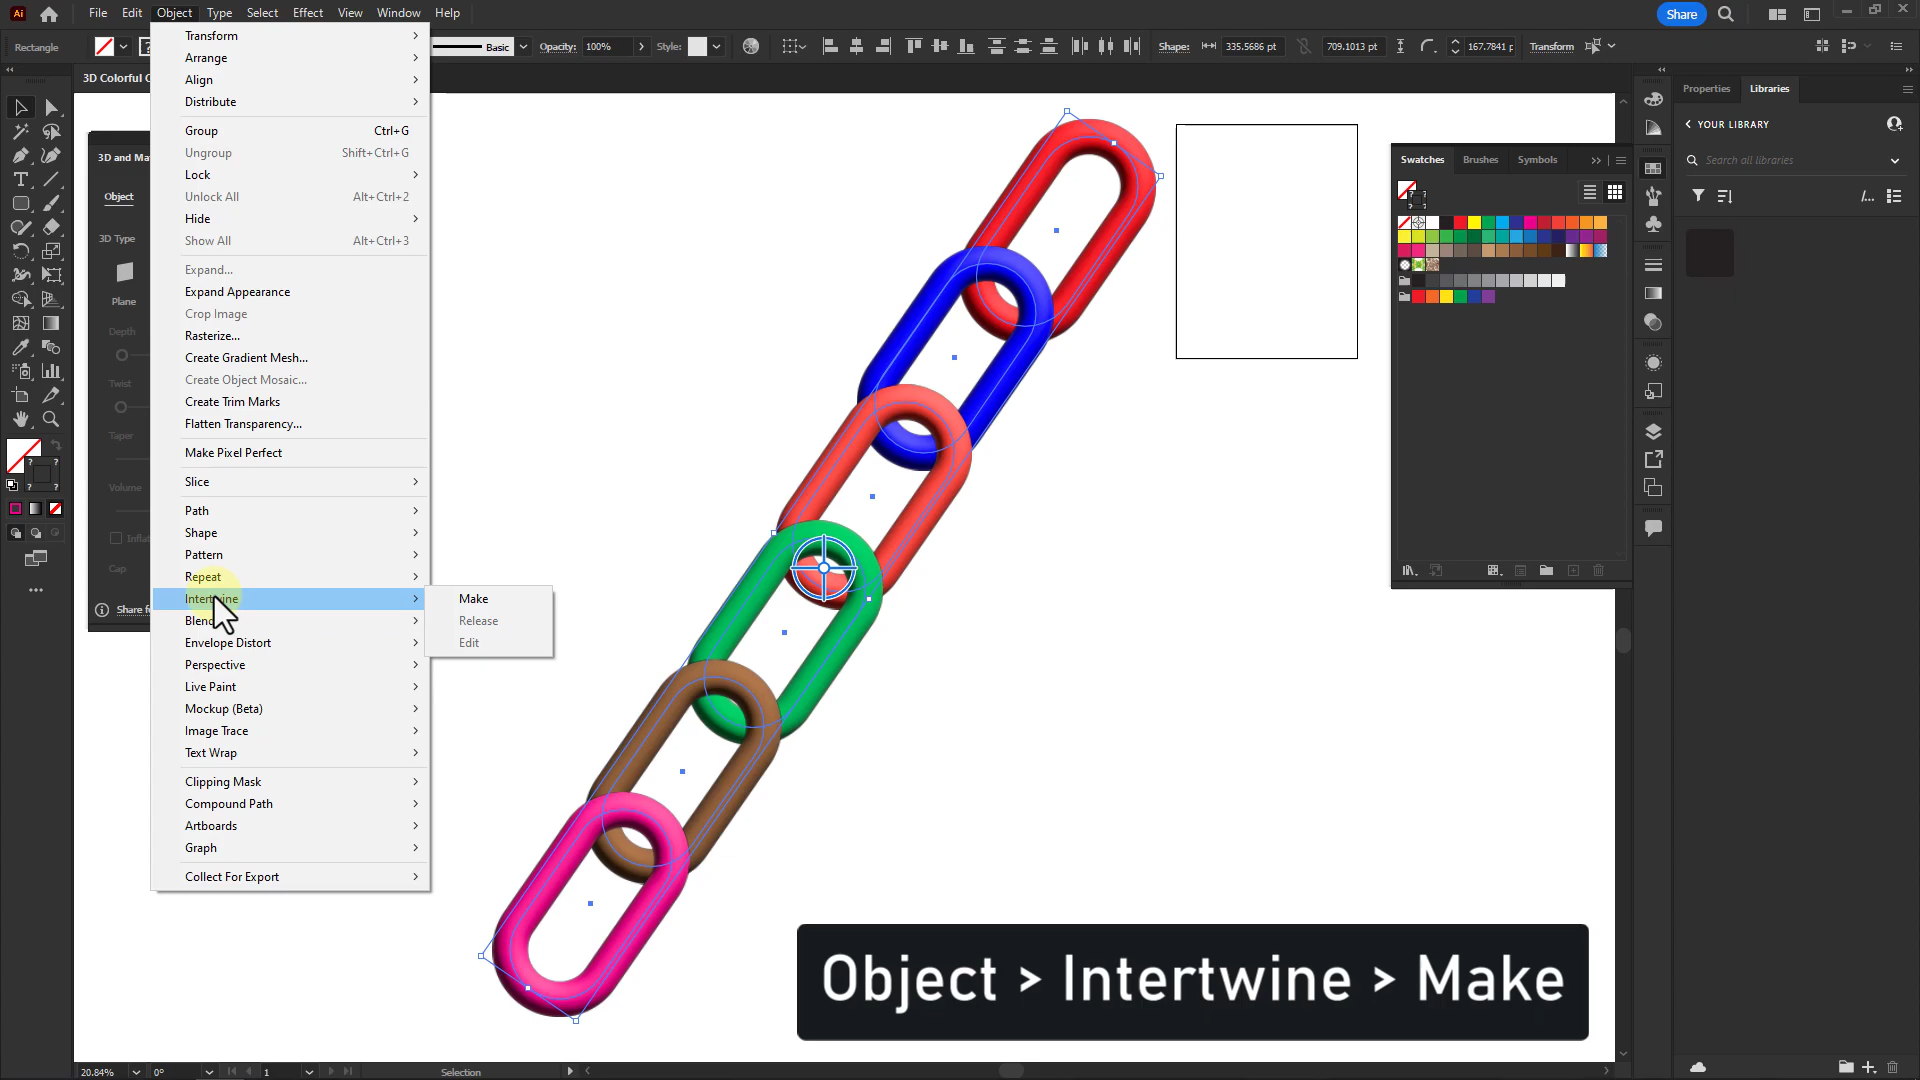 Ai
File Edit Object Type Select Effect View Window Help
Share
Rectangle
Basic
Opacity: 100%
Style:
Shape: 335.5686 pt
709.1013 pt
167.7841 p
Transform
3D Colorful C
3D and Mat
Object
3D Type
Plane
Depth
Twist
Taper
Volume
Inflat
Cap
Share fe
Transform
Arrange
Align
Distribute
Group Ctrl+G
Ungroup Shift+Ctrl+G
Lock
Unlock All Alt+Ctrl+2
Hide
Show All Alt+Ctrl+3
Expand...
Expand Appearance
Crop Image
Rasterize...
Create Gradient Mesh...
Create Object Mosaic...
Create Trim Marks
Flatten Transparency...
Make Pixel Perfect
Slice
Path
Shape
Pattern
Repeat
Intertwine
Blend
Envelope Distort
Perspective
Live Paint
Mockup (Beta)
Image Trace
Text Wrap
Clipping Mask
Compound Path
Artboards
Graph
Collect For Export
Make
Release
Edit
Swatches Brushes Symbols
Properties Libraries
YOUR LIBRARY
Search all libraries
Object > Intertwine > Make
20.84% 0° 1 Selection